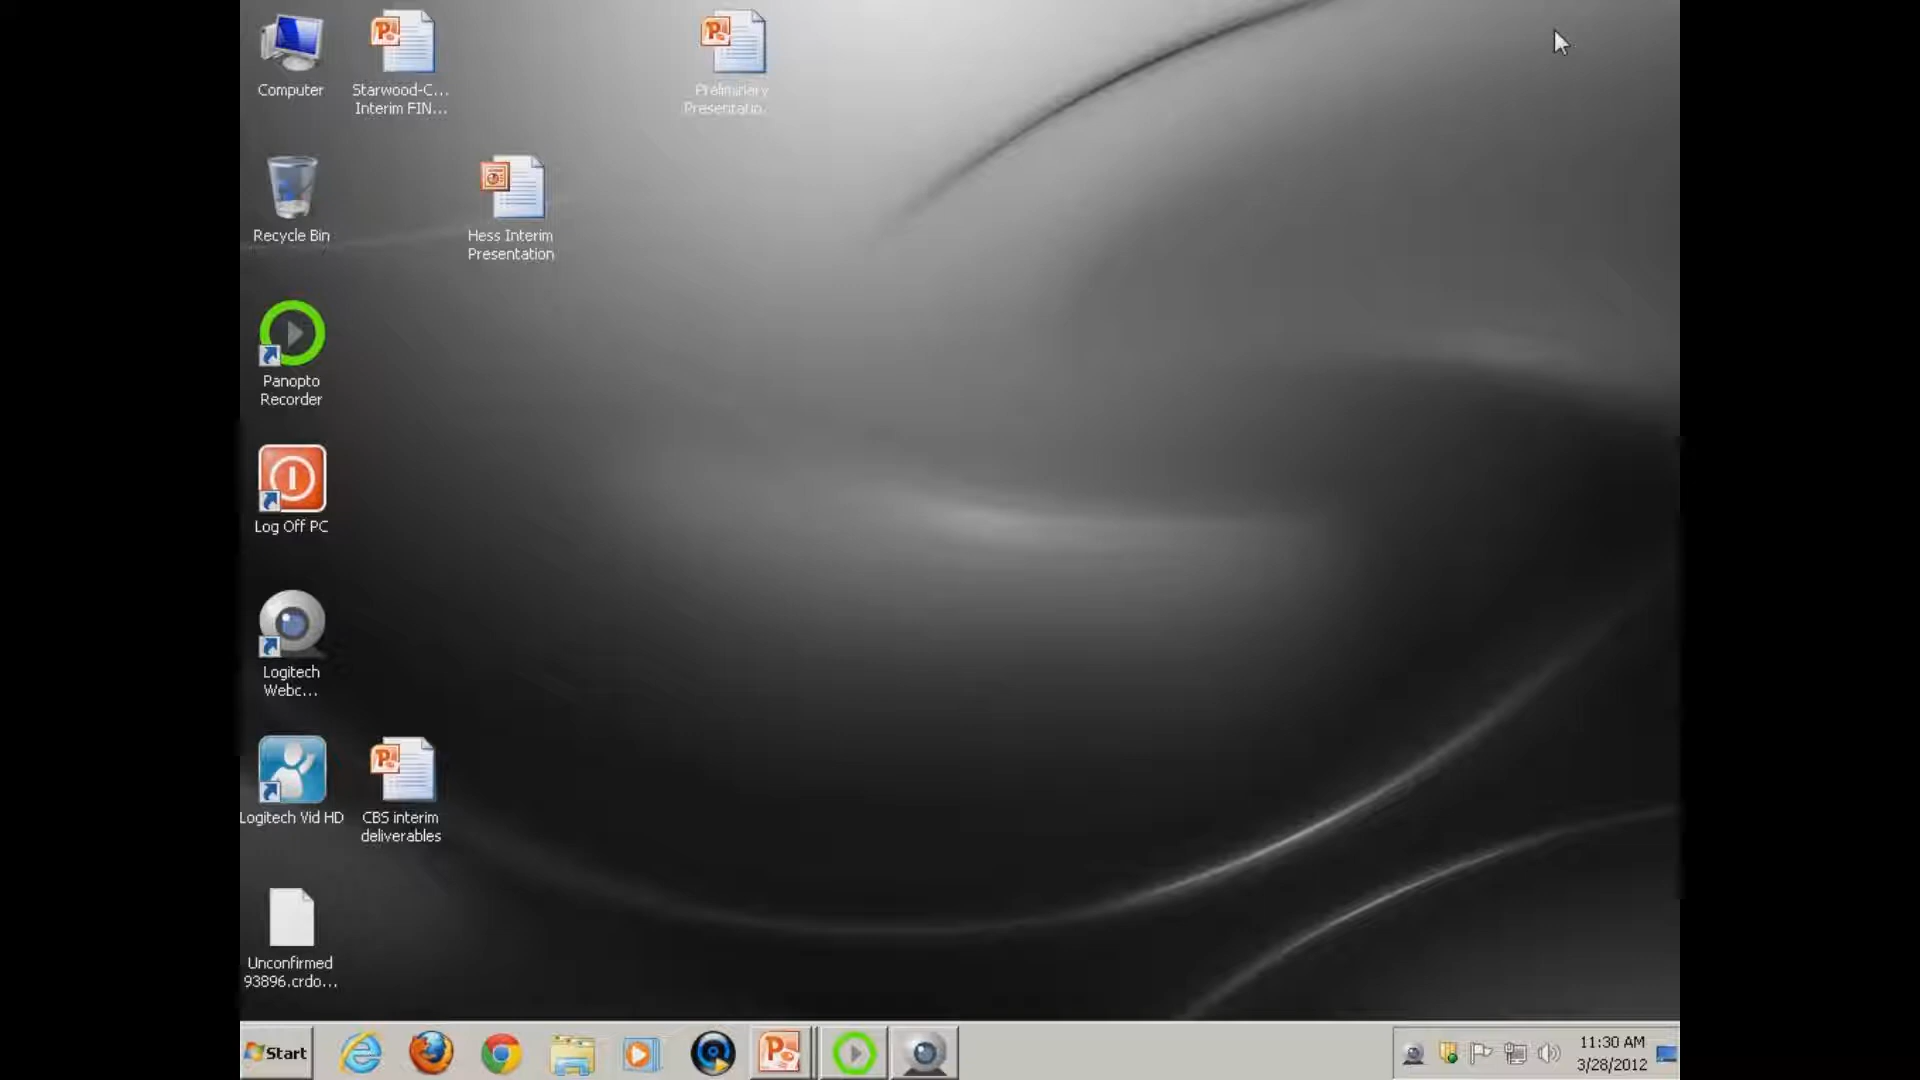 Computer
Starwood-C...
Interim FIN...
Preliminary
Presentatio...
Recycle Bin
Hess Interim
Presentation
Panopto
Recorder
Log Off PC
Logitech
Webc...
Logitech Vid HD
CBS interim
deliverables
Unconfirmed
93896.crdo...
Start
11:30 AM
3/28/2012